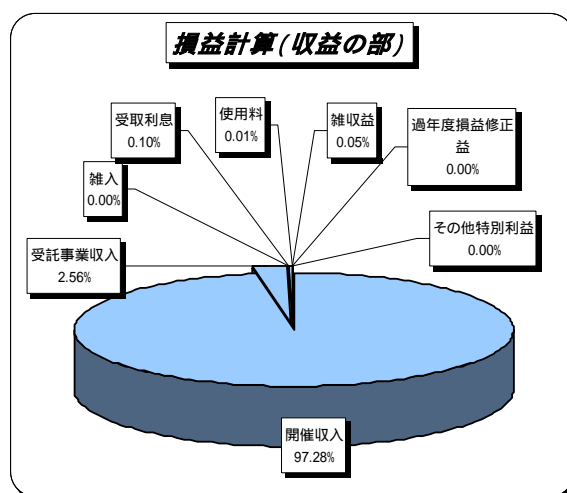 損益計算(収益の部)
受取利息
0.10%
使用料
0.01%
雑収益
0.05%
過年度損益修正
益
0.00%
雑入
0.00%
その他特別利益
0.00%
受託事業収入
2.56%
開催収入
97.28%